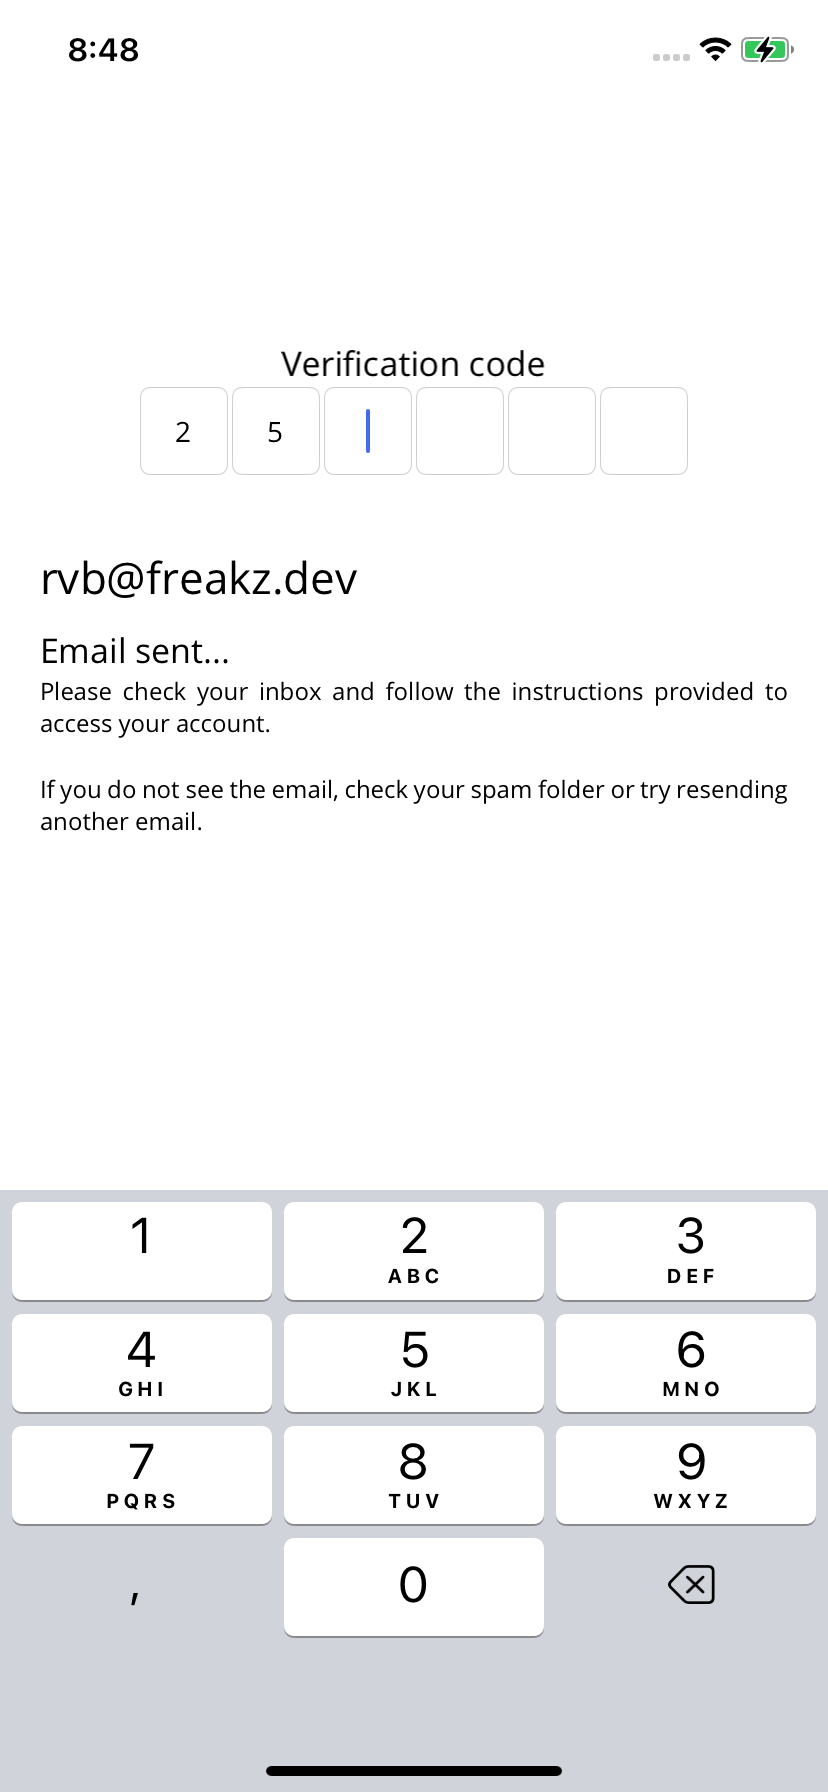 8:48
Verification code
2 5
rvb@freakz.dev
Email sent...
Please check your inbox and follow the instructions provided to
access your account.
If you do not see the email, check your spam folder or try resending
another email.
1 2 3
ABC DEF
4 5 6
GHI JKL MNO
7 8 9
PQRS TUV WXYZ
, 0